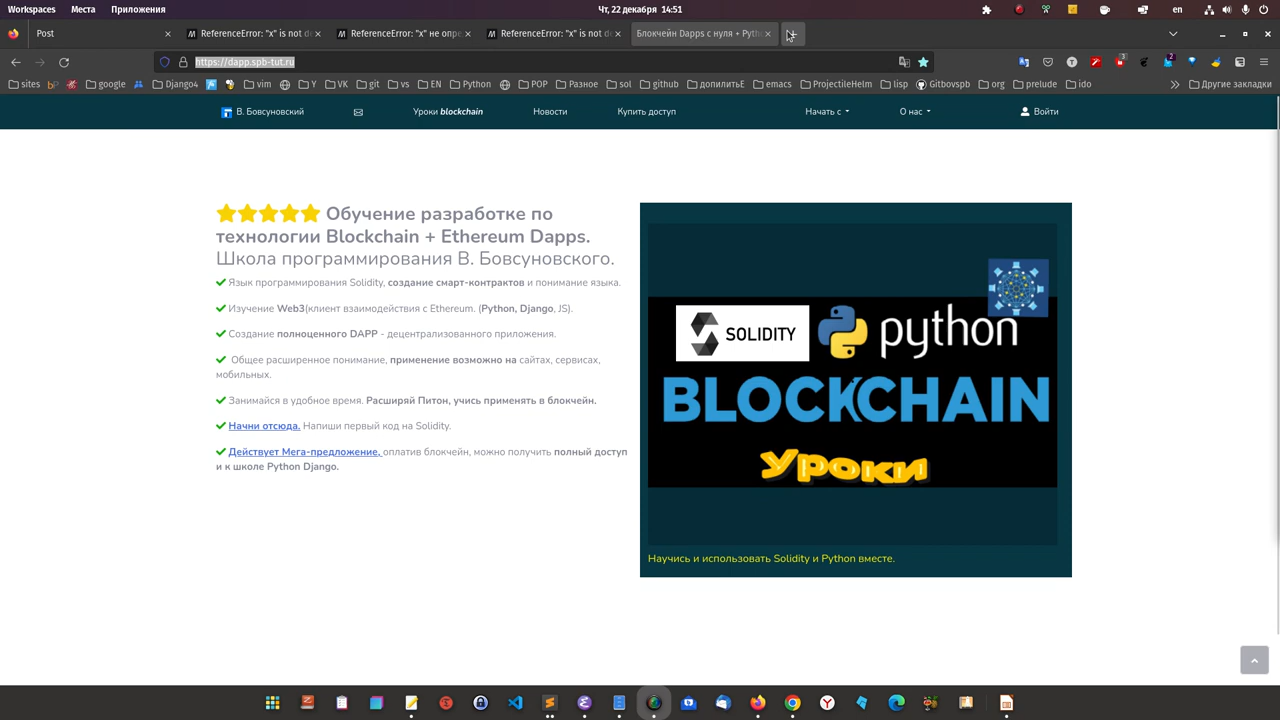 Workspaces Места Приложения Чт, 22 декабря 14:51 en
Post ReferenceError: "x" is not de ReferenceError: "x" не опре ReferenceError: "x" is not de Блокчейн Dapps с нуля + Pyth
https://dapp.spb-tut.ru
sites bp google Django4 vim Y VK git vs EN Python POP Разное sol github допилитьЕ emacs ProjectileHelm lisp Gitbovspb org prelude ido Другие закладки
В. Бовсуновский Уроки blockchain Новости Купить доступ Начать с О нас Войти
Обучение разработке по
технологии Blockchain + Ethereum Dapps.
Школа программирования В. Бовсуновского.
Язык программирования Solidity, создание смарт-контрактов и понимание языка.
Изучение Web3(клиент взаимодействия с Ethereum. (Python, Django, JS).
Создание полноценного DAPP - децентрализованного приложения.
Общее расширенное понимание, применение возможно на сайтах, сервисах,
мобильных.
Занимайся в удобное время. Расширяй Питон, учись применять в блокчейн.
Начни отсюда. Напиши первый код на Solidity.
Действует Мега-предложение, оплатив блокчейн, можно получить полный доступ
и к школе Python Django.
SOLIDITY python
BLOCKCHAIN
Уроки
Научись и использовать Solidity и Python вместе.